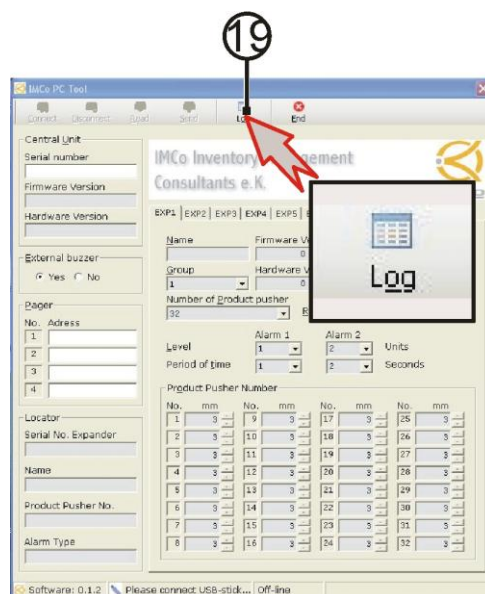 19
IMCo PC Tool
Connect Disconnect Load Send Log End
Central Unit
Serial number
Firmware Version
Hardware Version
External buzzer
Yes No
Pager
No. Adress
1
2
3
4
Locator
Serial No. Expander
Name
Product Pusher No.
Alarm Type
IMCo Inventory Management
Consultants e.K.
EXP1 EXP2 EXP3 EXP4 EXP5
Name Firmware
0
Group Hardware
1 0
Number of Product pusher
32
Log
Alarm 1 Alarm 2
Level 1 2 Units
Period of time 1 2 Seconds
Product Pusher Number
No. mm No. mm No. mm No. mm
1 3 9 3 17 3 25 3
2 3 10 3 18 3 26 3
3 3 11 3 19 3 27 3
4 3 12 3 20 3 28 3
5 3 13 3 21 3 29 3
6 3 14 3 22 3 30 3
7 3 15 3 23 3 31 3
8 3 16 3 24 3 32 3
Software: 0.1.2 Please connect USB-stick... Off-line